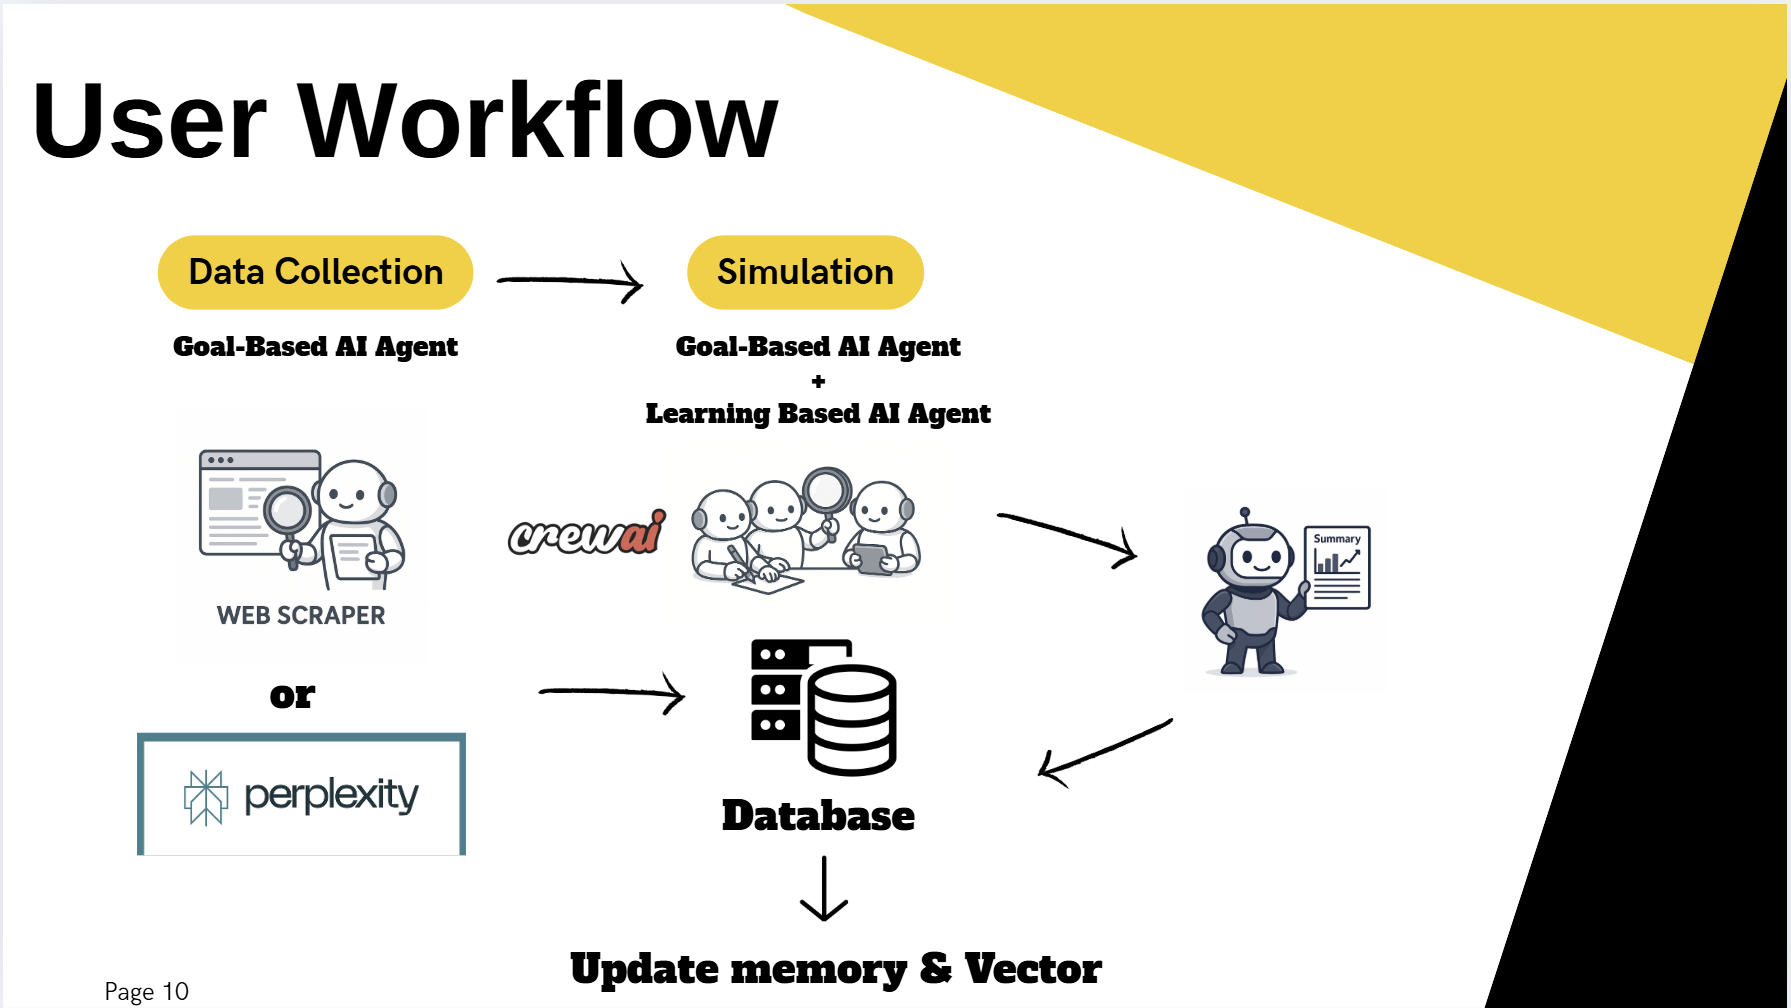 User Workflow
Data Collection
Simulation
Goal-Based AI Agent
Goal-Based AI Agent
+
Learning Based AI Agent
crewai
Summary
WEB SCRAPER
or
perplexity
Database
Update memory & Vector
Page 10